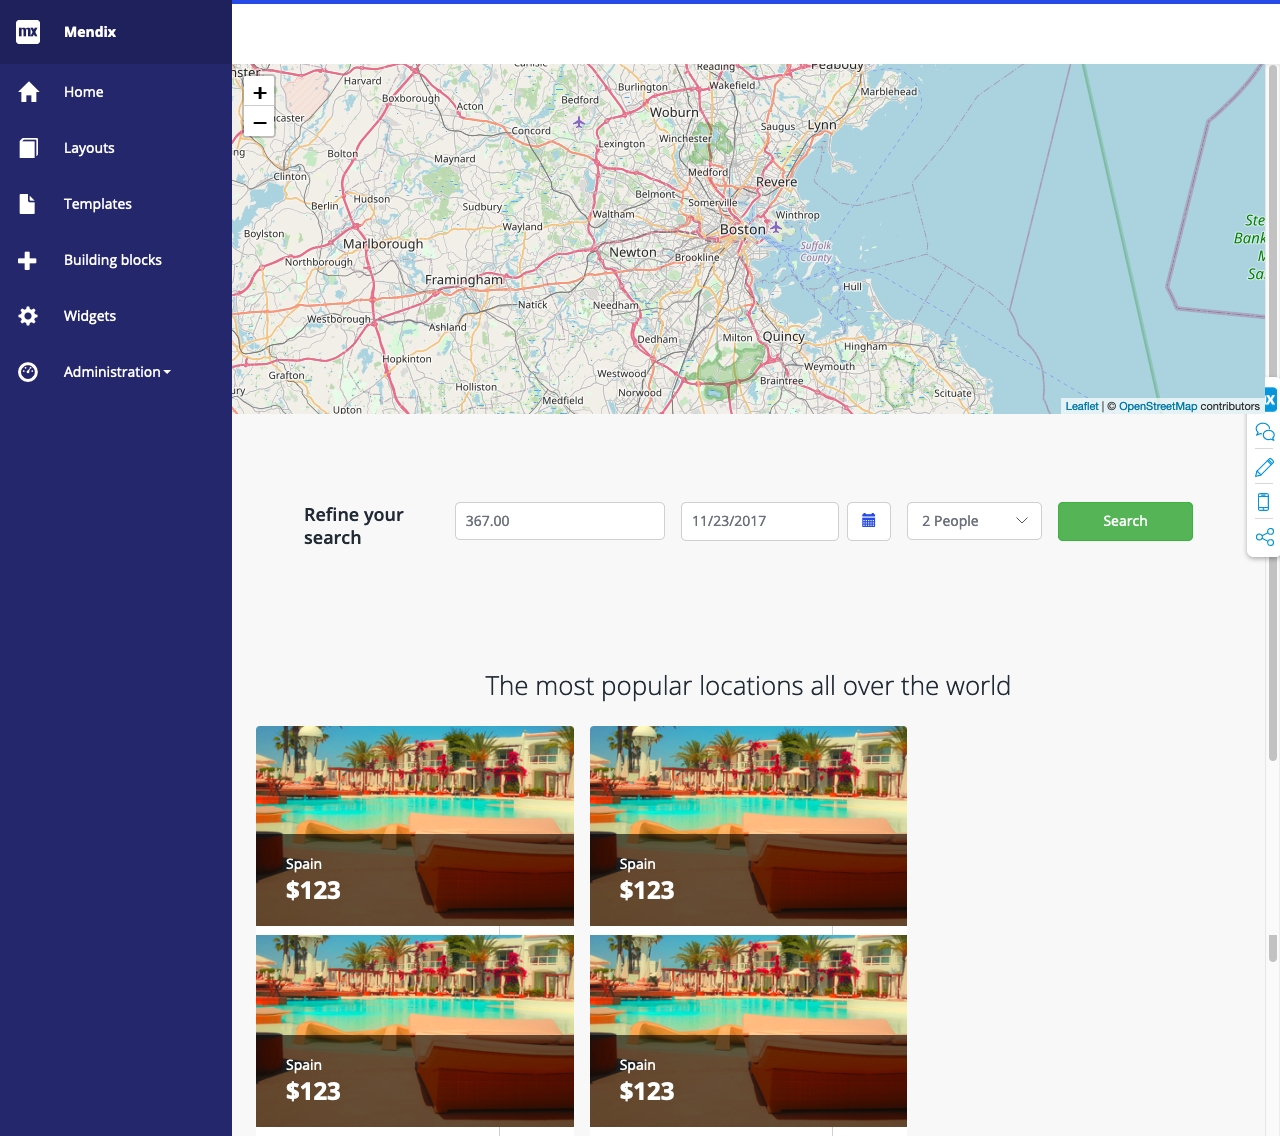 mx Mendix
Home
Layouts
Templates
Building blocks
Widgets
Administration
+
−
Reading
Peabody
Harvard
Burlington
Wakefield
Marblehead
Boxborough
Acton
Bedford
Woburn
Concord
Winchester
Saugus
Lynn
Lexington
Bolton
Maynard
Medford
Clinton
Revere
Hudson
Belmont
Berlin
Sudbury
Waltham
Somerville
Winthrop
Wayland
Boston
Boylston
Marlborough
Newton
Brookline
Suffolk
County
Northborough
Framingham
Hull
Natick
Needham
Westborough
Ashland
Dedham
Milton
Quincy
Hingham
Hopkinton
Westwood
Weymouth
Grafton
Holliston
Norwood
Braintree
Medfield
Scituate
Upton
Leaflet | © OpenStreetMap contributors
Refine your
search
367.00
11/23/2017
2 People
Search
The most popular locations all over the world
Spain
$123
Spain
$123
Spain
$123
Spain
$123